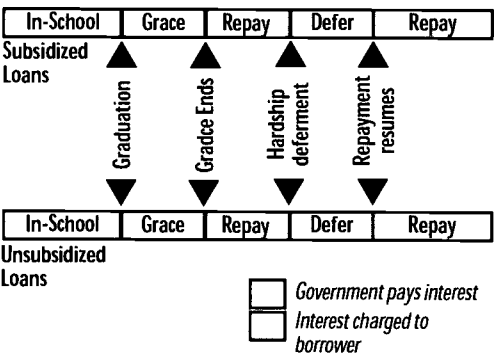 In-School Grace Repay Defer Repay
Subsidized
Loans
Graduation
Gradce Ends
Hardship
deferment
Repayment
resumes
In-School Grace Repay Defer Repay
Unsubsidized
Loans
Government pays interest
Interest charged to
borrower